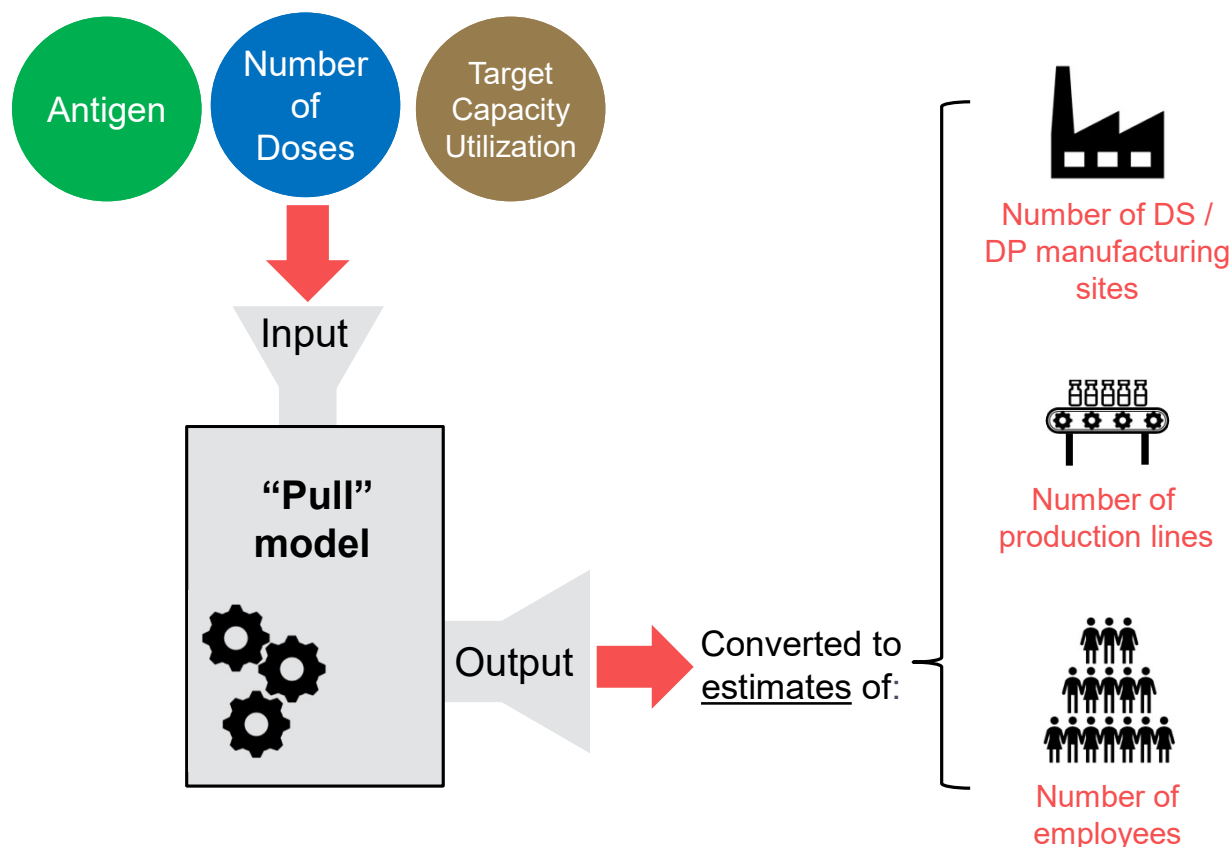 Antigen
Number
of
Doses
Target
Capacity
Utilization
Input
“Pull”
model
Output
Converted to
estimates of:
Number of DS /
DP manufacturing
sites
Number of
production lines
Number of
employees